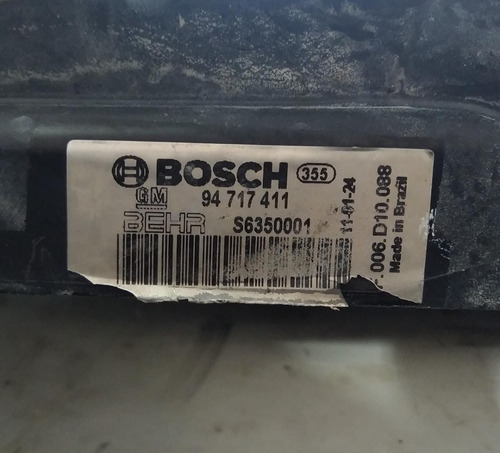 BOSCH 355
GM 94 717 411
BEHR S6350001
11-01-24
.006.D10.088
Made in Brazil